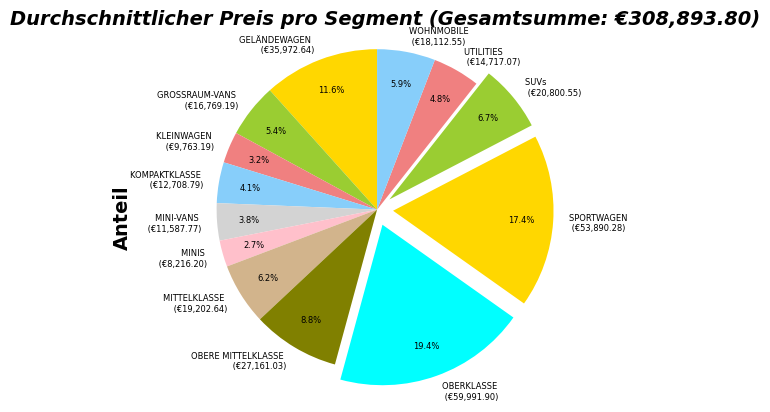 Durchschnittlicher Preis pro Segment (Gesamtsumme: €308,893.80)
WOHNMOBILE
(€18,112.55)
5.9%
UTILITIES
(€14,717.07)
4.8%
SUVs
(€20,800.55)
6.7%
SPORTWAGEN
(€53,890.28)
17.4%
OBERKLASSE
(€59,991.90)
19.4%
OBERE MITTELKLASSE
(€27,161.03)
8.8%
MITTELKLASSE
(€19,202.64)
6.2%
MINIS
(€8,216.20)
2.7%
MINI-VANS
(€11,587.77)
3.8%
KOMPAKTKLASSE
(€12,708.79)
4.1%
KLEINWAGEN
(€9,763.19)
3.2%
GROSSRAUM-VANS
(€16,769.19)
5.4%
GELÄNDEWAGEN
(€35,972.64)
11.6%
Anteil